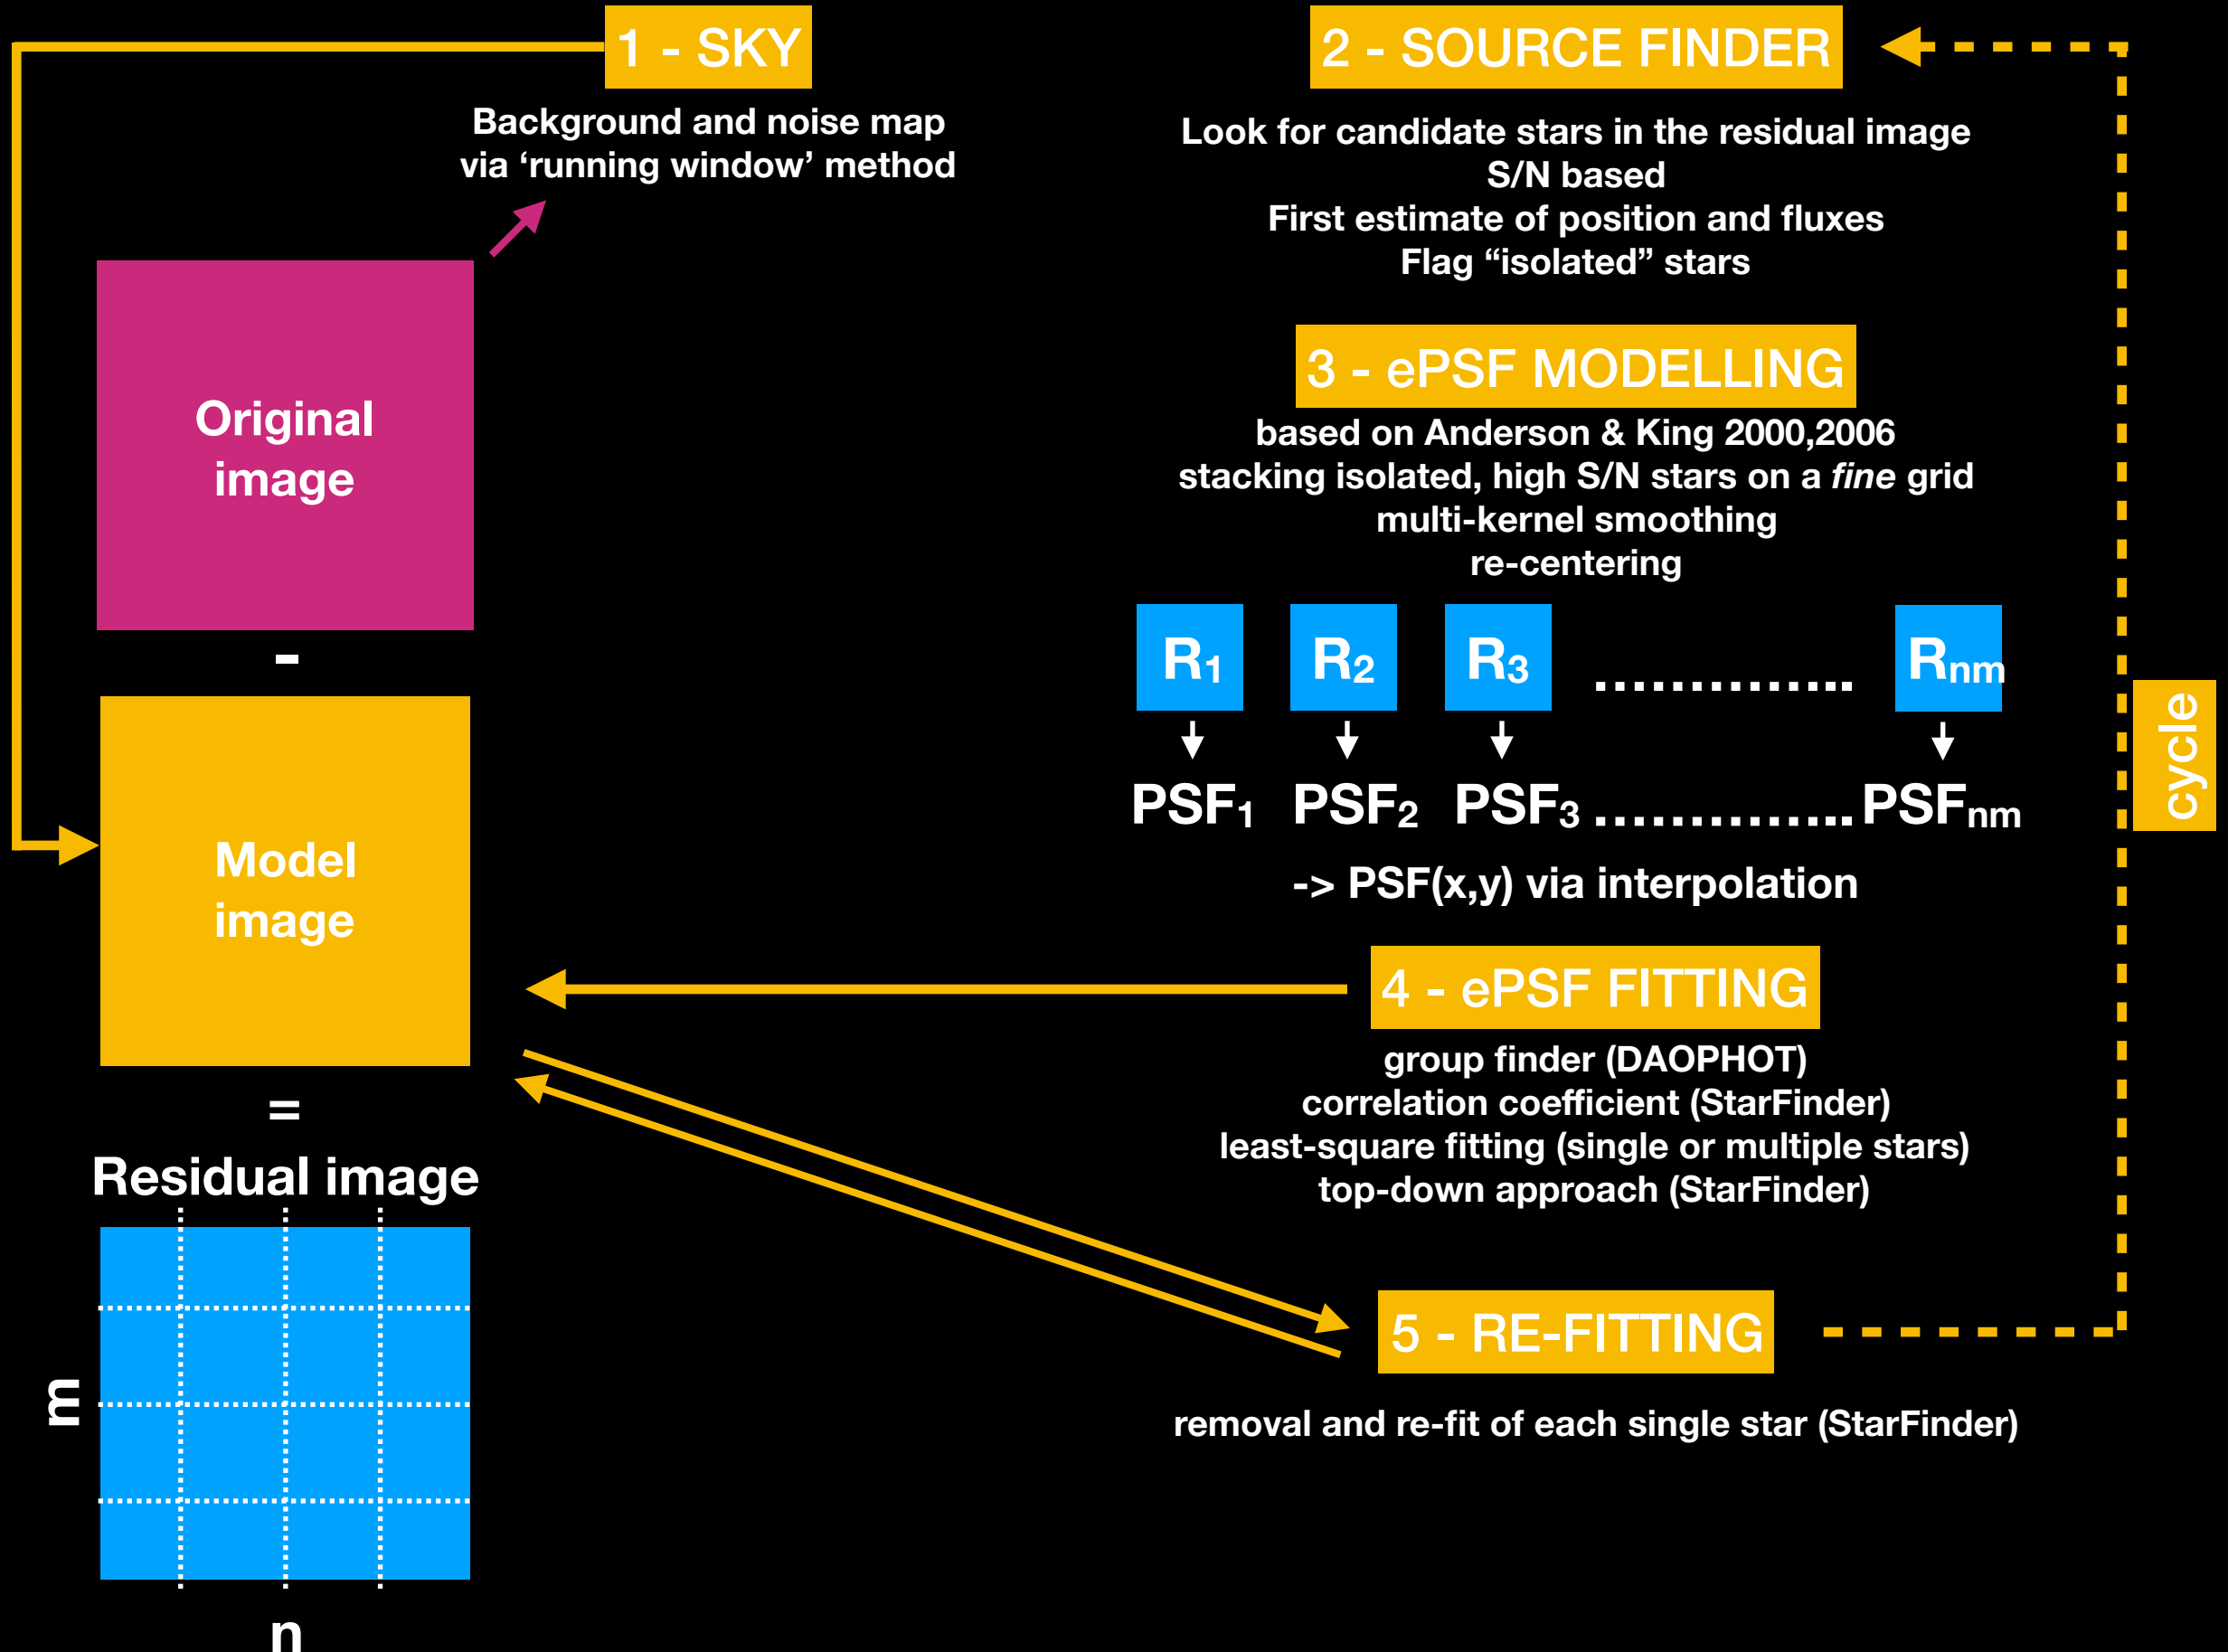 1 - SKY
Background and noise map
via ‘running window’ method
Original
image
-
Model
image
=
Residual image
m
n
2 - SOURCE FINDER
Look for candidate stars in the residual image
S/N based
First estimate of position and fluxes
Flag “isolated” stars
3 - ePSF MODELLING
based on Anderson & King 2000,2006
stacking isolated, high S/N stars on a fine grid
multi-kernel smoothing
re-centering
R1 R2 R3 .............. Rnm
PSF1 PSF2 PSF3 .............. PSFnm
-> PSF(x,y) via interpolation
4 - ePSF FITTING
group finder (DAOPHOT)
correlation coefficient (StarFinder)
least-square fitting (single or multiple stars)
top-down approach (StarFinder)
5 - RE-FITTING
removal and re-fit of each single star (StarFinder)
cycle